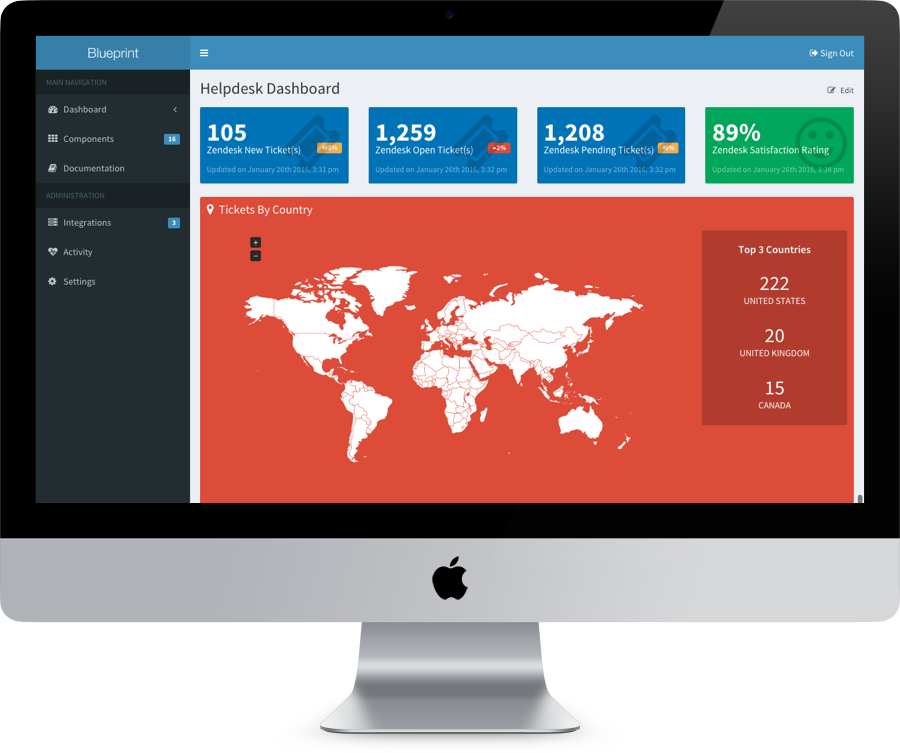 Blueprint
Sign Out
MAIN NAVIGATION
Dashboard
Components 16
Documentation
ADMINISTRATION
Integrations 3
Activity
Settings
Helpdesk Dashboard
Edit
105
Zendesk New Ticket(s)
Updated on January 26th 2016, 3:31 pm
1,259
Zendesk Open Ticket(s)
Updated on January 26th 2016, 3:32 pm
1,208
Zendesk Pending Ticket(s)
Updated on January 26th 2016, 3:32 pm
89%
Zendesk Satisfaction Rating
Updated on January 26th 2016, 3:38 pm
Tickets By Country
+
−
Top 3 Countries
222
UNITED STATES
20
UNITED KINGDOM
15
CANADA